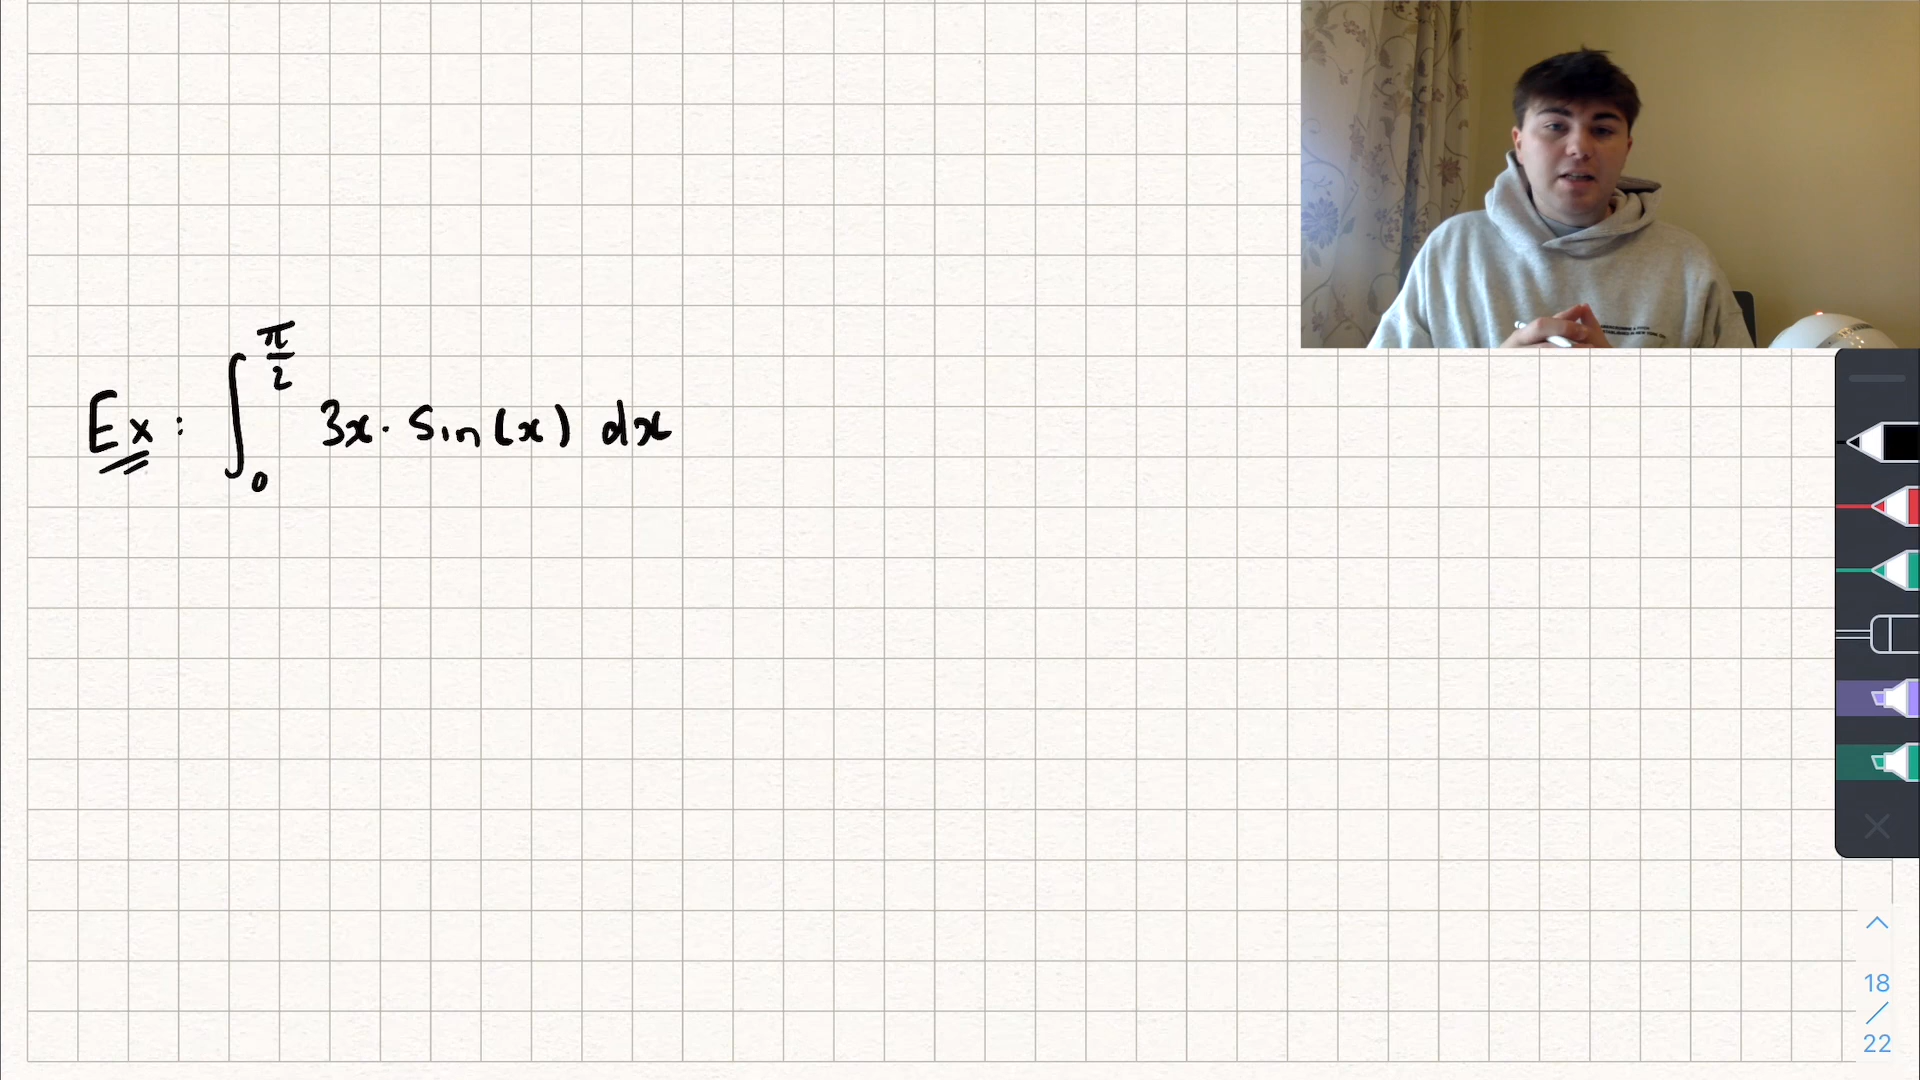 Ex: ∫₀^(π/2) 3x · Sin(x) dx
18
/
22